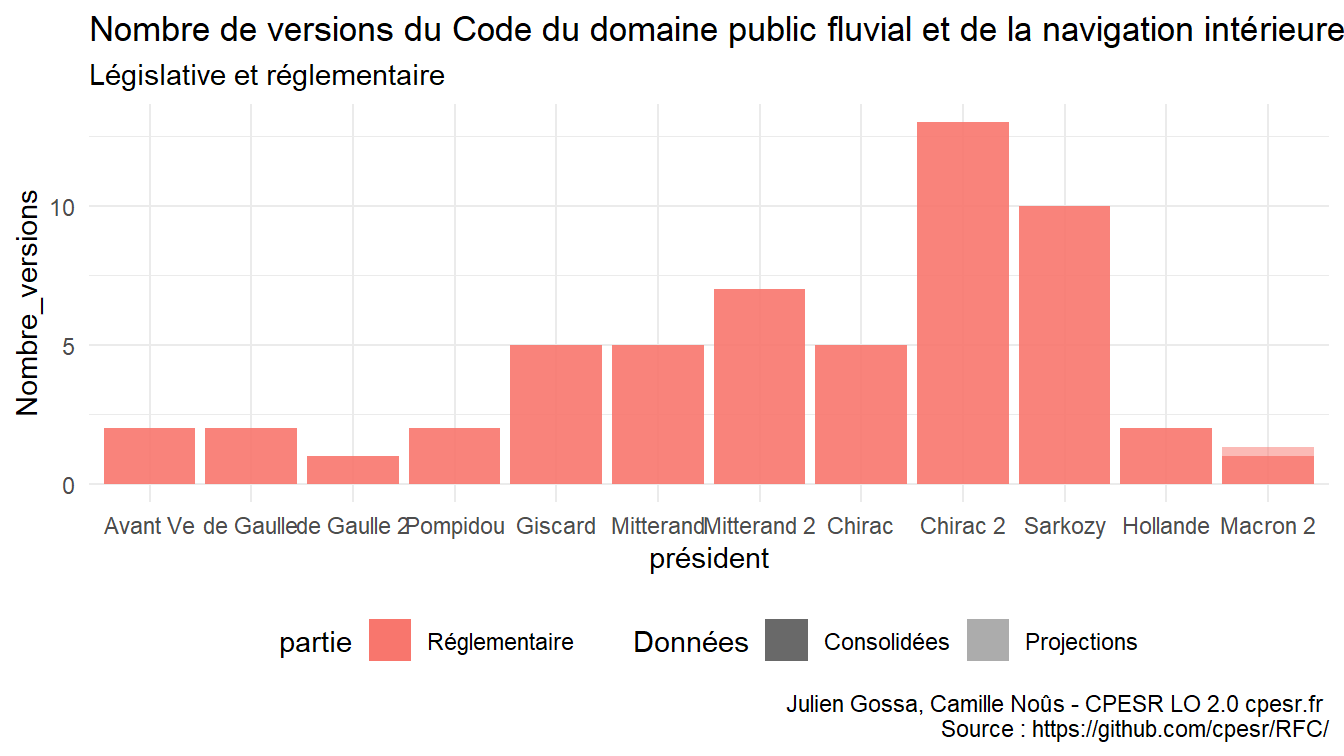 Nombre de versions du Code du domaine public fluvial et de la navigation intérieure
Législative et réglementaire
Nombre_versions
10
5
0
Avant Ve de Gaulle de Gaulle 2 Pompidou Giscard Mitterand Mitterand 2 Chirac Chirac 2 Sarkozy Hollande Macron 2
président
partie Réglementaire Données Consolidées Projections
Julien Gossa, Camille Noûs - CPESR LO 2.0 cpesr.fr
Source : https://github.com/cpesr/RFC/